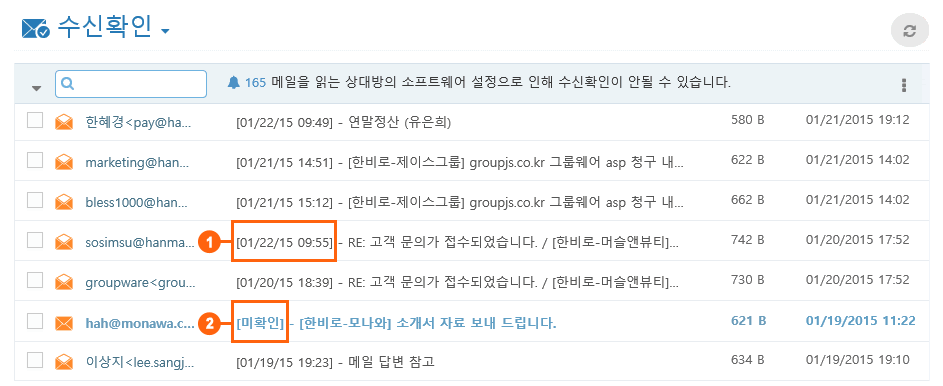 수신확인
165 메일을 읽는 상대방의 소프트웨어 설정으로 인해 수신확인이 안될 수 있습니다.
한혜경<pay@ha... [01/22/15 09:49] - 연말정산 (유은희) 580 B 01/21/2015 19:12
marketing@han... [01/21/15 14:51] - [한비로-제이스그룹] groupjs.co.kr 그룹웨어 asp 청구 내... 622 B 01/21/2015 14:02
bless1000@han... [01/21/15 15:12] - [한비로-제이스그룹] groupjs.co.kr 그룹웨어 asp 청구 내... 662 B 01/21/2015 14:02
sosimsu@hanma... 1 [01/22/15 09:55] - RE: 고객 문의가 접수되었습니다. / [한비로-머슬앤뷰티]... 742 B 01/20/2015 17:52
groupware<grou... [01/20/15 18:39] - RE: 고객 문의가 접수되었습니다. / [한비로-머슬앤뷰티]... 730 B 01/20/2015 17:52
hah@monawa.c... 2 [미확인] - [한비로-모나와] 소개서 자료 보내 드립니다. 621 B 01/19/2015 11:22
이상지<lee.sangj... [01/19/15 19:23] - 메일 답변 참고 634 B 01/19/2015 19:10